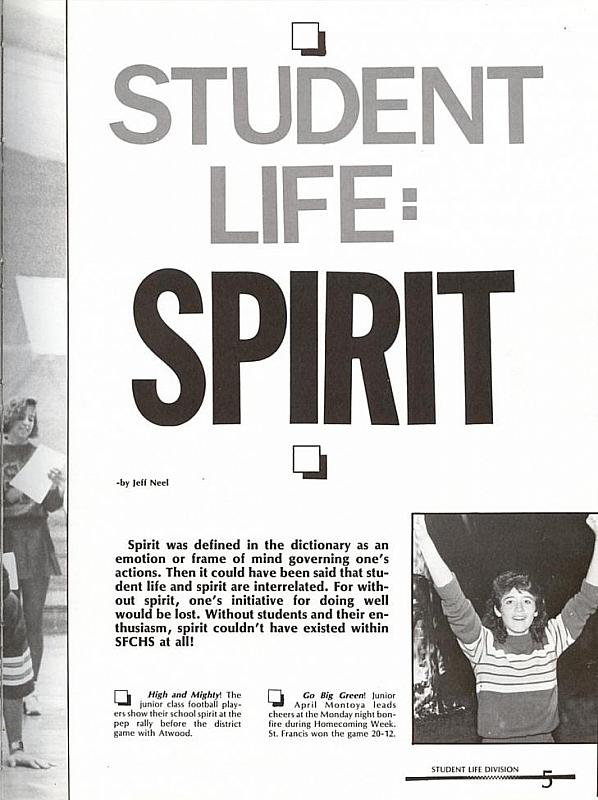 STUDENT
LIFE:
SPIRIT
-by Jeff Neel
Spirit was defined in the dictionary as an
emotion or frame of mind governing one's
actions. Then it could have been said that stu-
dent life and spirit are interrelated. For with-
out spirit, one's initiative for doing well
would be lost. Without students and their en-
thusiasm, spirit couldn't have existed within
SFCHS at all!
High and Mighty! The
junior class football play-
ers show their school spirit at the
pep rally before the district
game with Atwood.
Go Big Green! Junior
April Montoya leads
cheers at the Monday night bon-
fire during Homecoming Week.
St. Francis won the game 20-12.
STUDENT LIFE DIVISION
5